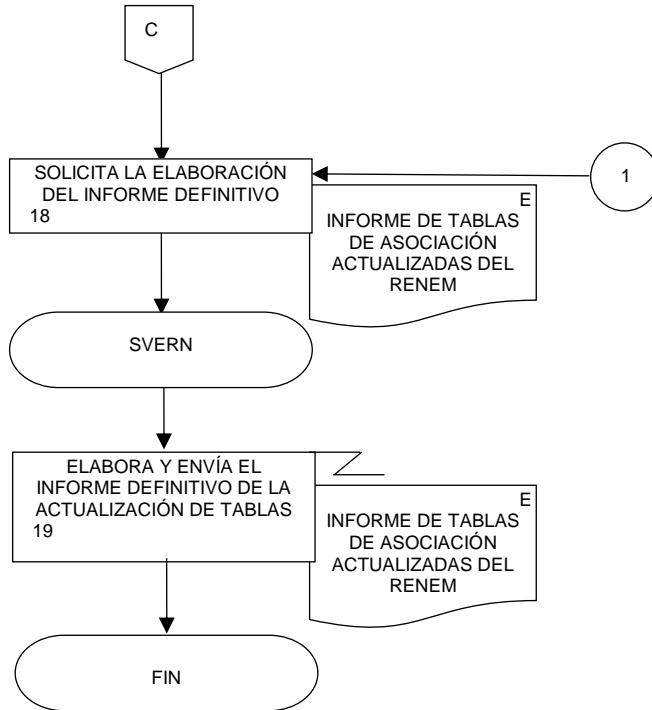 C
SOLICITA LA ELABORACIÓN
DEL INFORME DEFINITIVO
18
1
E
INFORME DE TABLAS
DE ASOCIACIÓN
ACTUALIZADAS DEL
RENEM
SVERN
ELABORA Y ENVÍA EL
INFORME DEFINITIVO DE LA
ACTUALIZACIÓN DE TABLAS
19
E
INFORME DE TABLAS
DE ASOCIACIÓN
ACTUALIZADAS DEL
RENEM
FIN